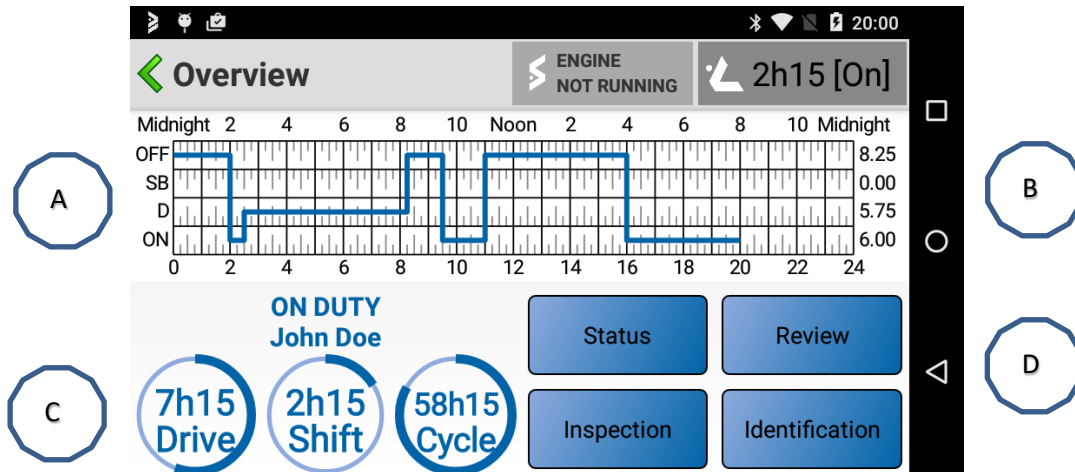 20:00
Overview
ENGINE
NOT RUNNING
2h15 [On]
Midnight 2 4 6 8 10 Noon 2 4 6 8 10 Midnight
OFF 8.25
SB 0.00
D 5.75
ON 6.00
0 2 4 6 8 10 12 14 16 18 20 22 24
A
B
ON DUTY
John Doe
Status
Review
7h15
Drive
2h15
Shift
58h15
Cycle
Inspection
Identification
C
D